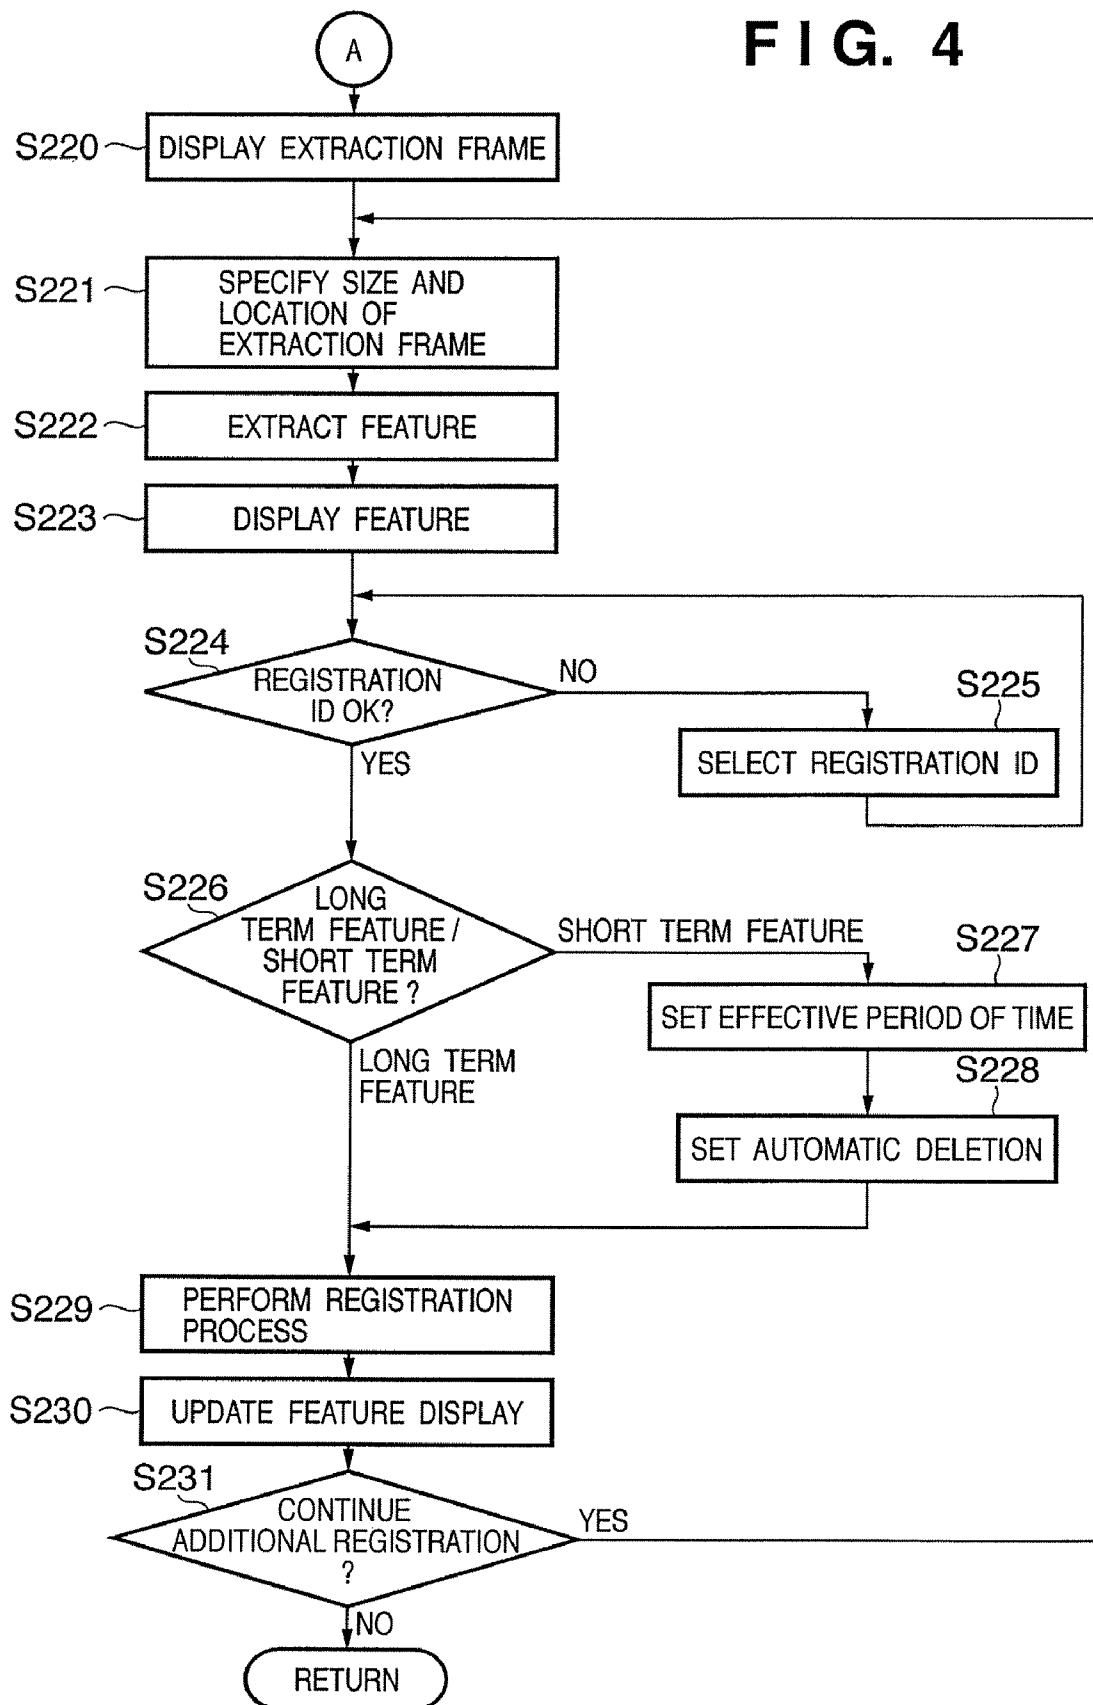 FIG. 4
A
S220
DISPLAY EXTRACTION FRAME
S221
SPECIFY SIZE AND
LOCATION OF
EXTRACTION FRAME
S222
EXTRACT FEATURE
S223
DISPLAY FEATURE
S224
REGISTRATION
ID OK?
NO
YES
S225
SELECT REGISTRATION ID
S226
LONG
TERM FEATURE /
SHORT TERM
FEATURE ?
SHORT TERM FEATURE
LONG TERM
FEATURE
S227
SET EFFECTIVE PERIOD OF TIME
S228
SET AUTOMATIC DELETION
S229
PERFORM REGISTRATION
PROCESS
S230
UPDATE FEATURE DISPLAY
S231
CONTINUE
ADDITIONAL REGISTRATION
?
YES
NO
RETURN